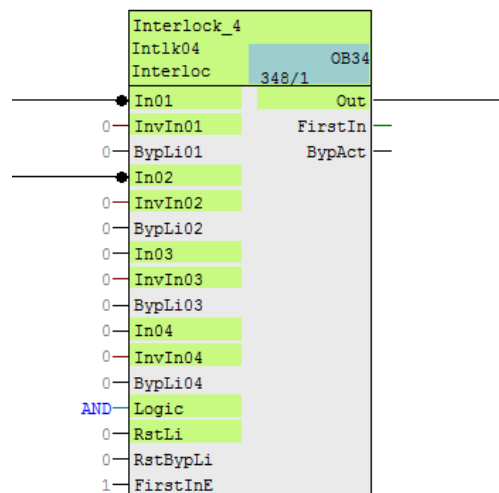 Interlock_4
Intlk04 OB34
Interloc 348/1
In01 Out
0 InvIn01 FirstIn
0 BypLi01 BypAct
In02
0 InvIn02
0 BypLi02
0 In03
0 InvIn03
0 BypLi03
0 In04
0 InvIn04
0 BypLi04
AND Logic
0 RstLi
0 RstBypLi
1 FirstInE